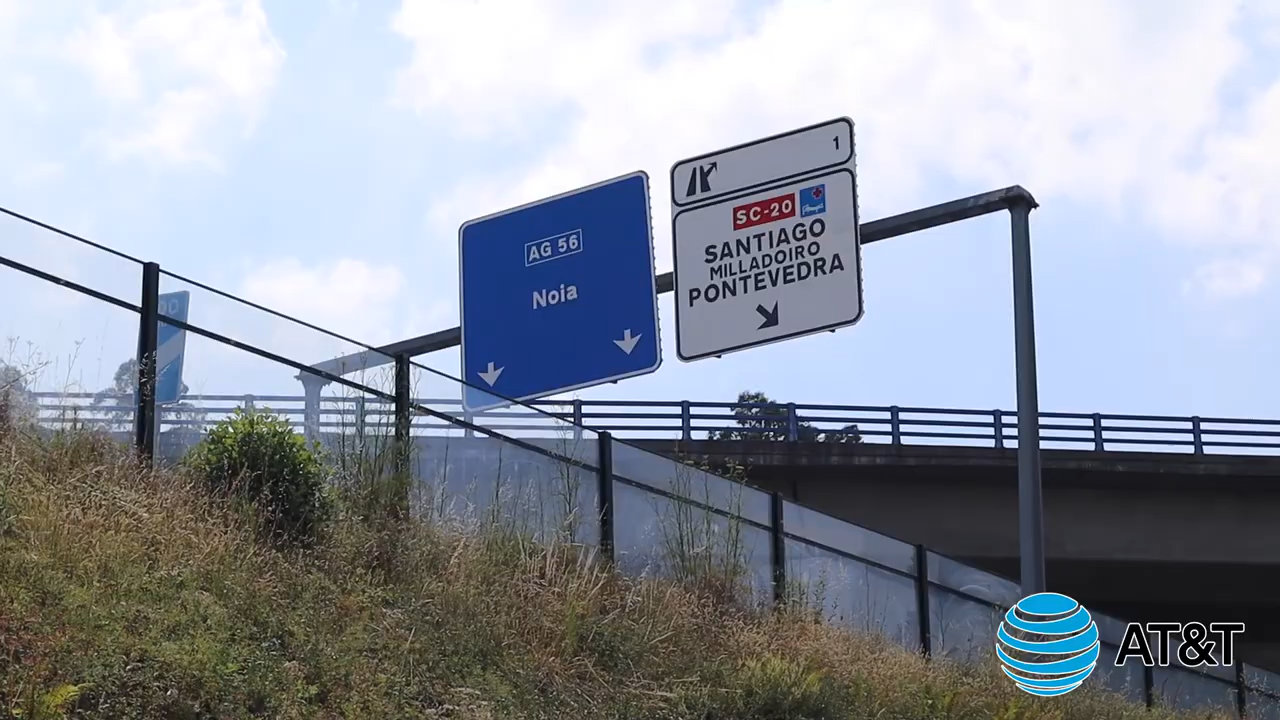 AG 56
Noia
1
SC-20
SANTIAGO
MILLADOIRO
PONTEVEDRA
AT&T